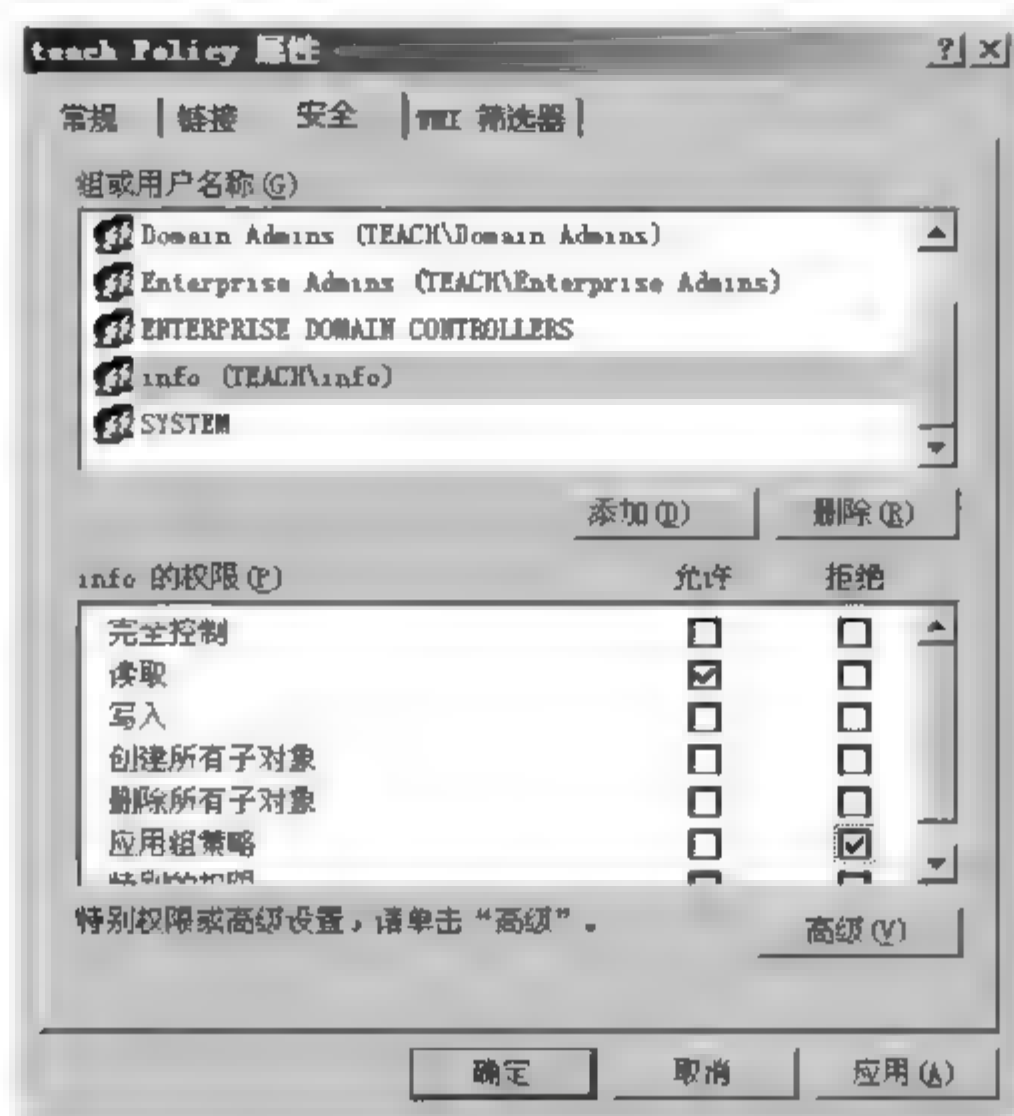 teach Policy 属性
常规 链接 安全 WMI 筛选器
组或用户名称(G)
Domain Admins (TEACH\Domain Admins)
Enterprise Admins (TEACH\Enterprise Admins)
ENTERPRISE DOMAIN CONTROLLERS
info (TEACH\info)
SYSTEM
添加(D) 删除(R)
info 的权限(P) 允许 拒绝
完全控制
读取
写入
创建所有子对象
删除所有子对象
应用组策略
特别的权限
特别权限或高级设置，请单击“高级”。
高级(V)
确定 取消 应用(A)